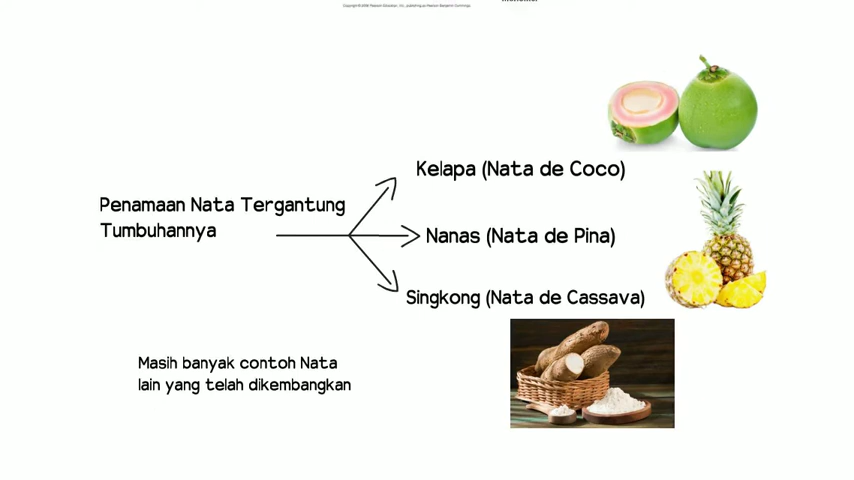 Penamaan Nata Tergantung
Tumbuhannya
Kelapa (Nata de Coco)
Nanas (Nata de Pina)
Singkong (Nata de Cassava)
Masih banyak contoh Nata
lain yang telah dikembangkan